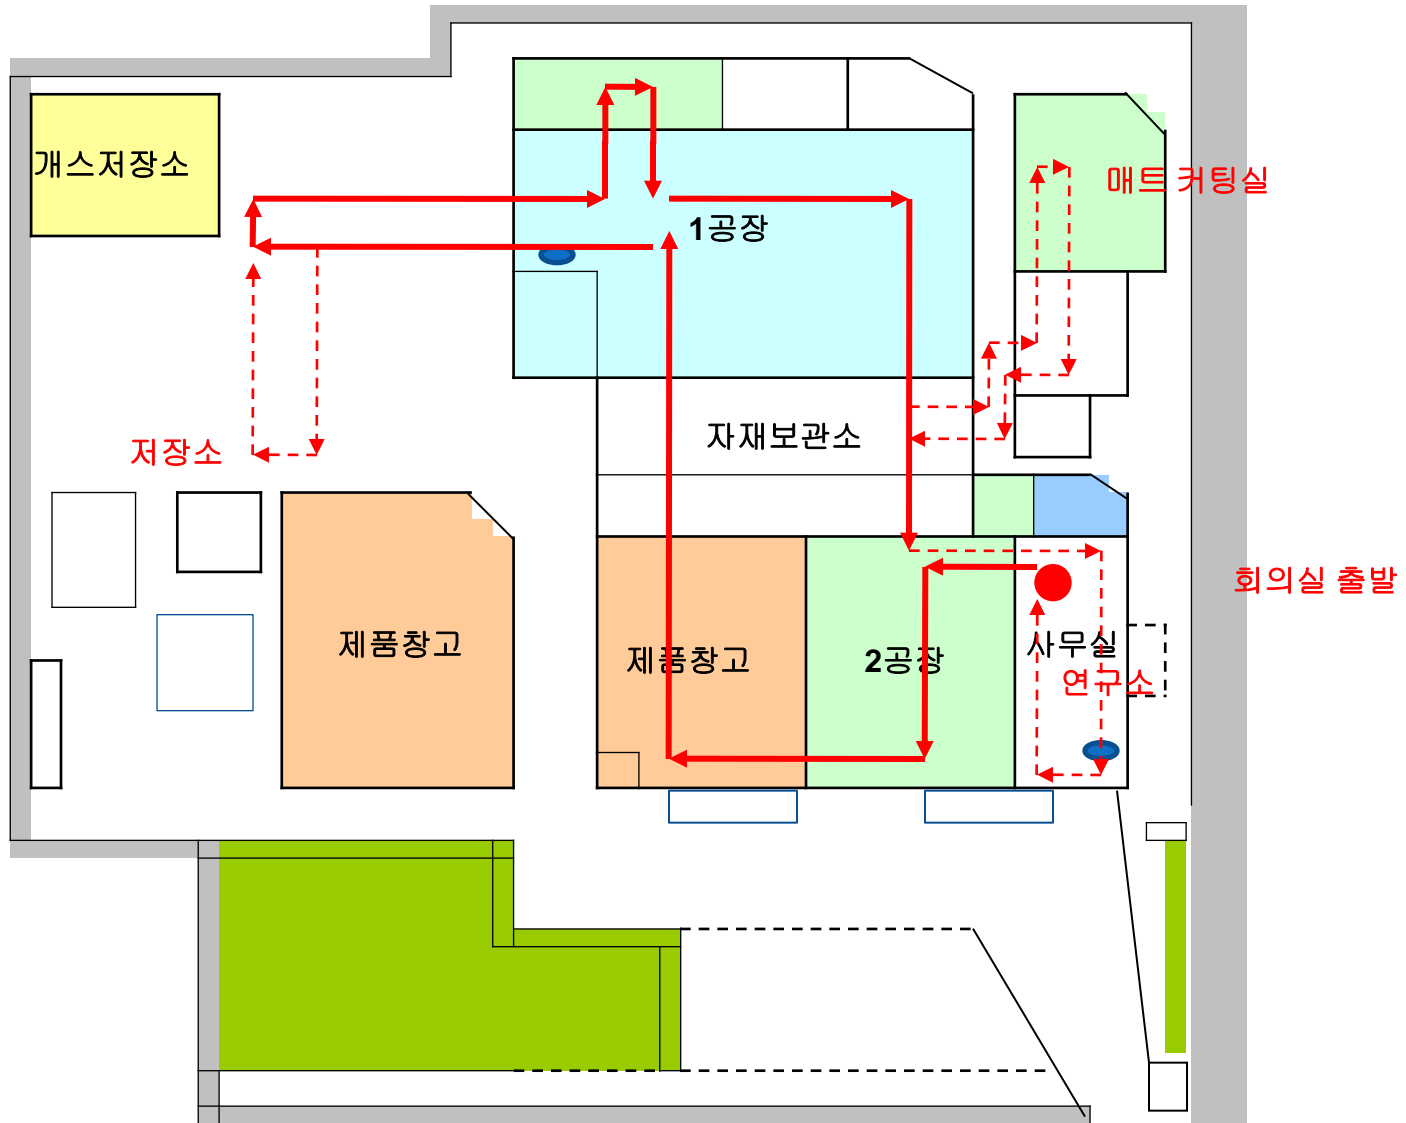 개스저장소
매트 커팅실
1공장
자재보관소
저장소
회의실 출발
제품창고
제품창고
2공장
사무실
연구소